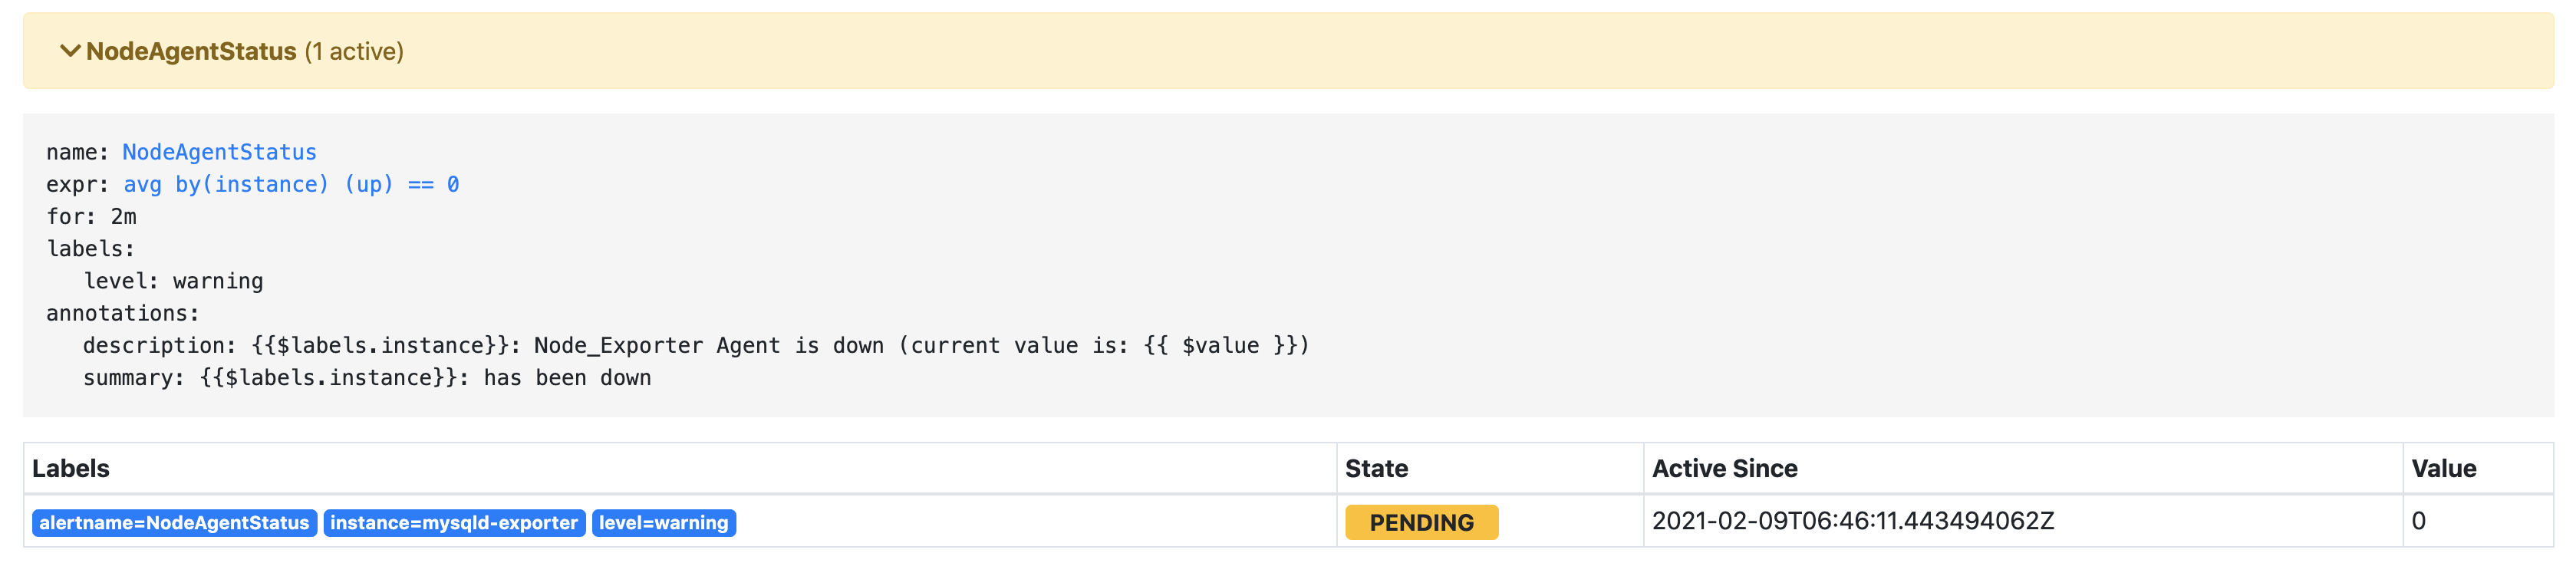 NodeAgentStatus (1 active)
name: NodeAgentStatus
expr: avg by(instance) (up) == 0
for: 2m
labels:
level: warning
annotations:
description: {{$labels.instance}}: Node_Exporter Agent is down (current value is: {{ $value }})
summary: {{$labels.instance}}: has been down
Labels State Active Since Value
alertname=NodeAgentStatus instance=mysqld-exporter level=warning PENDING 2021-02-09T06:46:11.443494062Z 0